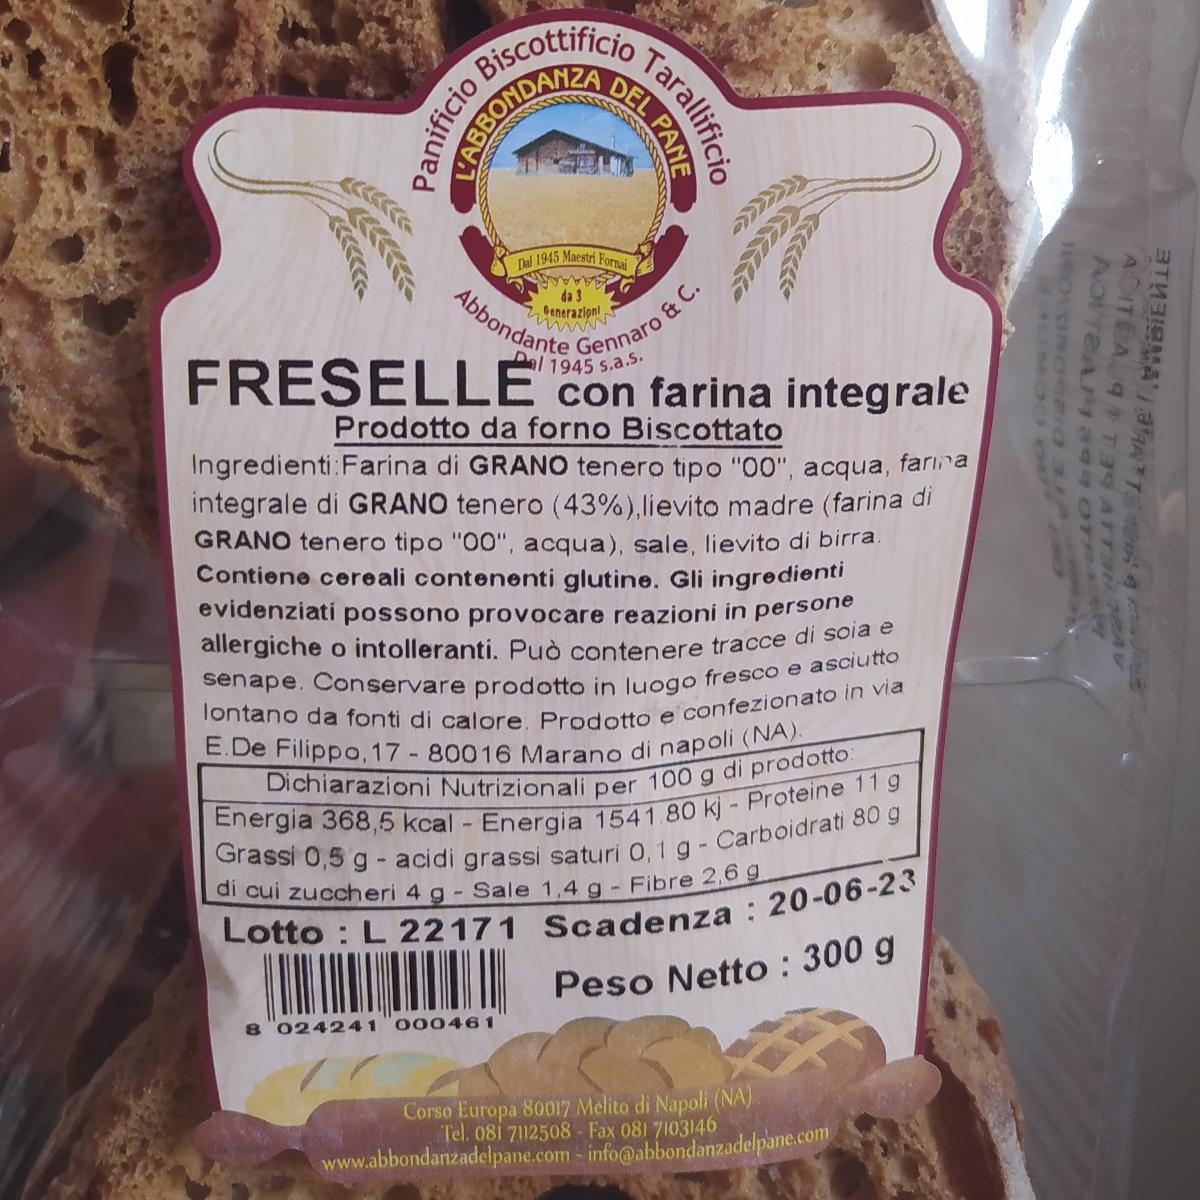 Panificio Biscottificio Tarallificio
L'ABBONDANZA DEL PANE
Dal 1945 Maestri Fornai
da 3
Generazioni
Abbondante Gennaro & C.
Dal 1945 s.a.s.
FRESELLE con farina integrale
Prodotto da forno Biscottato
Ingredienti:Farina di GRANO tenero tipo "00", acqua, farina
integrale di GRANO tenero (43%),lievito madre (farina di
GRANO tenero tipo "00", acqua), sale, lievito di birra.
Contiene cereali contenenti glutine. Gli ingredienti
evidenziati possono provocare reazioni in persone
allergiche o intolleranti. Può contenere tracce di soia e
senape. Conservare prodotto in luogo fresco e asciutto
lontano da fonti di calore. Prodotto e confezionato in via
E.De Filippo,17 - 80016 Marano di napoli (NA).
Dichiarazioni Nutrizionali per 100 g di prodotto:
Energia 368,5 kcal - Energia 1541.80 kj - Proteine 11 g
Grassi 0,5 g - acidi grassi saturi 0,1 g - Carboidrati 80 g
di cui zuccheri 4 g - Sale 1,4 g - Fibre 2,6 g
Lotto : L 22171 Scadenza : 20-06-23
Peso Netto : 300 g
8 024241 000461
Corso Europa 80017 Melito di Napoli (NA)
Tel. 081 7112508 - Fax 081 7103146
www.abbondanzadelpane.com - info@abbondanzadelpane.com